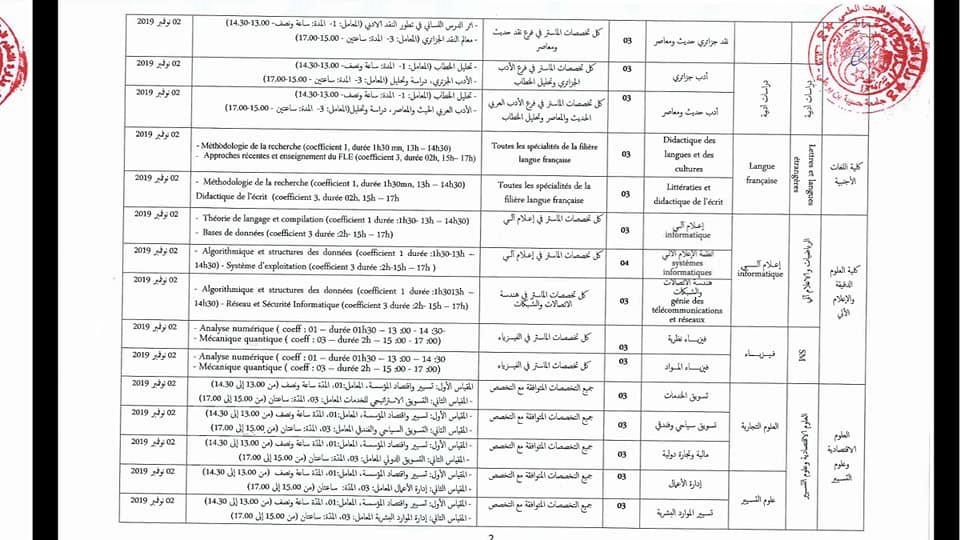 02 نوفمبر 2019
- اثر الدرس اللساني في تطور النقد الادبي (المعامل: 1- المدة: ساعة ونصف- 13.00-14.30)
- معالم النقد الجزائري (المعامل: 3- المدة: ساعتين - 15.00-17.00)
كل تخصصات الماستر في فرع نقد حديث
ومعاصر
03
نقد جزائري حديث ومعاصر
دراسات أدبية
دراسات أدبية
02 نوفمبر 2019
- تحليل الخطاب (المعامل: 1- المدة: ساعة ونصف- 13.00-14.30)
- الأدب الجزائري، دراسة وتحليل (المعامل: 3- المدة: ساعتين - 15.00-17.00)
كل تخصصات الماستر في فرع الأدب
الجزائري وتحليل الخطاب
03
أدب جزائري
02 نوفمبر 2019
- تحليل الخطاب (المعامل: 1- المدة: ساعة ونصف- 13.00-14.30)
- الأدب العربي الحديث والمعاصر، دراسة وتحليل(المعامل: 3- المدة: ساعتين - 15.00-17.00)
كل تخصصات الماستر في فرع الأدب العربي
الحديث والمعاصر وتحليل الخطاب
03
أدب حديث ومعاصر
02 نوفمبر 2019
- Méthodologie de la recherche (coefficient 1, durée 1h30 mn, 13h – 14h30)
- Approches récentes et enseignement du FLE (coefficient 3, durée 02h, 15h– 17h)
Toutes les spécialités de la filière
langue française
03
Didactique des
langues et des
cultures
Langue
française
Lettres et langues
étrangères
كلية اللغات
الأجنبية
02 نوفمبر 2019
- Méthodologie de la recherche (coefficient 1, durée 1h30mn, 13h – 14h30)
Didactique de l'écrit (coefficient 3, durée 02h, 15h – 17h
Toutes les spécialités de la
filière langue française
03
Littératies et
didactique de l'écrit
02 نوفمبر 2019
- Théorie de langage et compilation (coefficient 1 durée :1h30- 13h – 14h30)
- Bases de données (coefficient 3 durée :2h- 15h – 17h)
كل تخصصات الماستر في إعلام آلي
03
إعلام آلي
informatique
إعلام آلي
informatique
الرياضيات والاعلام آلي
كلية العلوم
الدقيقة
والإعلام
الآلي
02 نوفمبر 2019
- Algorithmique et structures des données (coefficient 1 durée :1h30-13h –
14h30) - Système d'exploitation (coefficient 3 durée :2h-15h – 17h )
كل تخصصات الماستر في إعلام آلي
04
أنظمة الإعلام الآلي
systèmes
informatiques
02 نوفمبر 2019
- Algorithmique et structures des données (coefficient 1 durée :1h3013h –
14h30) - Réseau et Sécurité Informatique (coefficient 3 durée :2h- 15h – 17h)
كل تخصصات الماستر في هندسة
الاتصالات والشبكات
03
هندسة الاتصالات
والشبكات
génie des
télécommunications
et réseaux
02 نوفمبر 2019
- Analyse numérique ( coeff : 01 – durée 01h30 – 13 :00 - 14 :30-
- Mécanique quantique ( coeff : 03 – durée 2h – 15 :00 - 17 :00)
كل تخصصات الماستر في الفيزياء
03
فيزياء نظرية
فيزياء
SM
02 نوفمبر 2019
- Analyse numérique ( coeff : 01 – durée 01h30 – 13 :00 – 14 :30
- Mécanique quantique ( coeff : 03 – durée 2h – 15 :00 - 17 :00)
كل تخصصات الماستر في الفيزياء
03
فيزياء المواد
02 نوفمبر 2019
المقياس الأول: تسيير واقتصاد المؤسسة، المعامل:01، المدّة ساعة ونصف (من 13.00 إلى 14.30)
- المقياس الثاني: التسويق الاستراتيجي للخدمات المعامل: 03، المدّة: ساعتان (من 15.00 إلى 17.00)
جميع التخصصات المتوافقة مع التخصص
03
تسويق الخدمات
العلوم التجارية
العلوم الاقتصادية وعلوم التسيير
العلوم
الاقتصادية
وعلوم
التسيير
02 نوفمبر 2019
- المقياس الأول: تسيير واقتصاد المؤسسة، المعامل:01، المدّة ساعة ونصف (من 13.00 إلى 14.30)
- المقياس الثاني: التسويق السياحي والفندقي المعامل: 03، المدّة: ساعتان (من 15.00 إلى 17.00)
جميع التخصصات المتوافقة مع التخصص
03
تسويق سياحي وفندقي
02 نوفمبر 2019
- المقياس الأول: تسيير واقتصاد المؤسسة، المعامل:01، المدّة ساعة ونصف (من 13.00 إلى 14.30)
- المقياس الثاني: التسويق الدولي المعامل: 03، المدّة: ساعتان (من 15.00 إلى 17.00)
جميع التخصصات المتوافقة مع التخصص
03
مالية وتجارة دولية
02 نوفمبر 2019
- المقياس الأول: تسيير واقتصاد المؤسسة، المعامل:01، المدّة ساعة ونصف (من 13.00 إلى 14.30)
- المقياس الثاني: إدارة الأعمال المعامل: 03، المدّة: ساعتان (من 15.00 إلى 17.00)
جميع التخصصات المتوافقة مع التخصص
03
إدارة الأعمال
علوم التسيير
02 نوفمبر 2019
- المقياس الأول: تسيير واقتصاد المؤسسة، المعامل:01، المدّة ساعة ونصف (من 13.00 إلى 14.30)
- المقياس الثاني: إدارة الموارد البشرية المعامل: 03، المدّة: ساعتان (من 15.00 إلى 17.00)
جميع التخصصات المتوافقة مع التخصص
03
تسيير الموارد البشرية
2